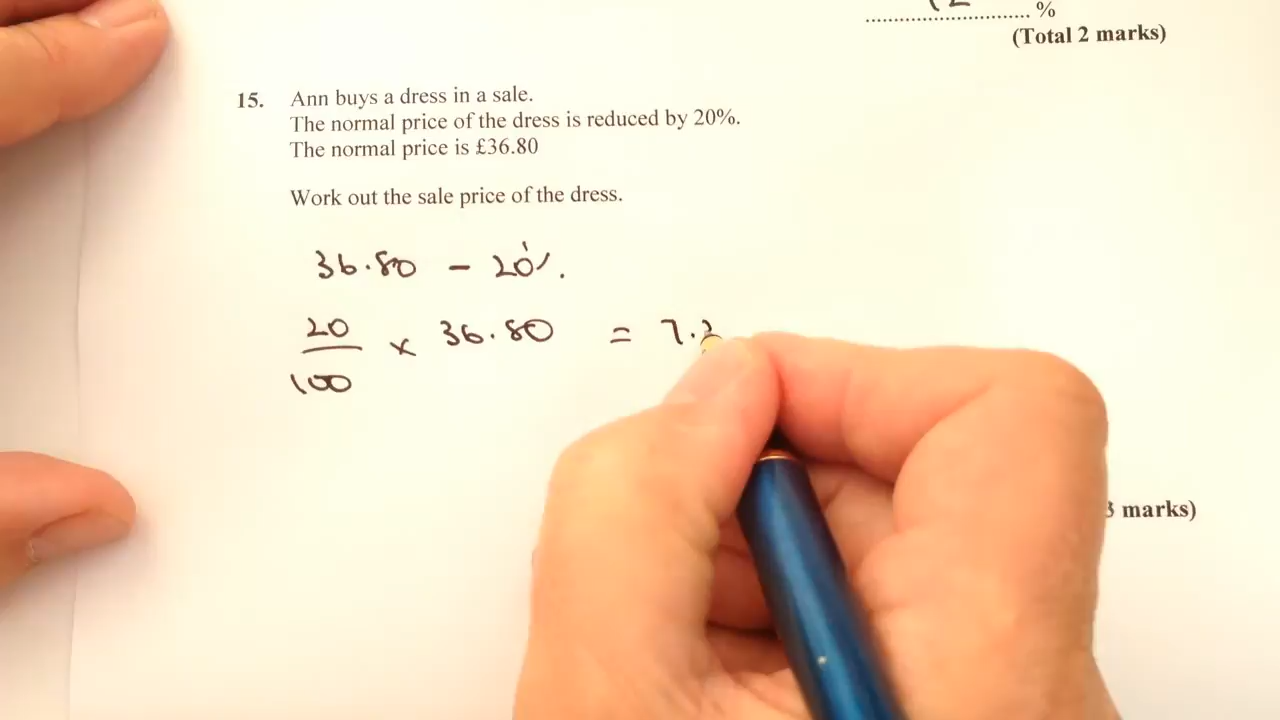 %
(Total 2 marks)
15. Ann buys a dress in a sale.
The normal price of the dress is reduced by 20%.
The normal price is £36.80
Work out the sale price of the dress.
36.80 - 20%.
20
100
× 36.80 = 7.3
marks)